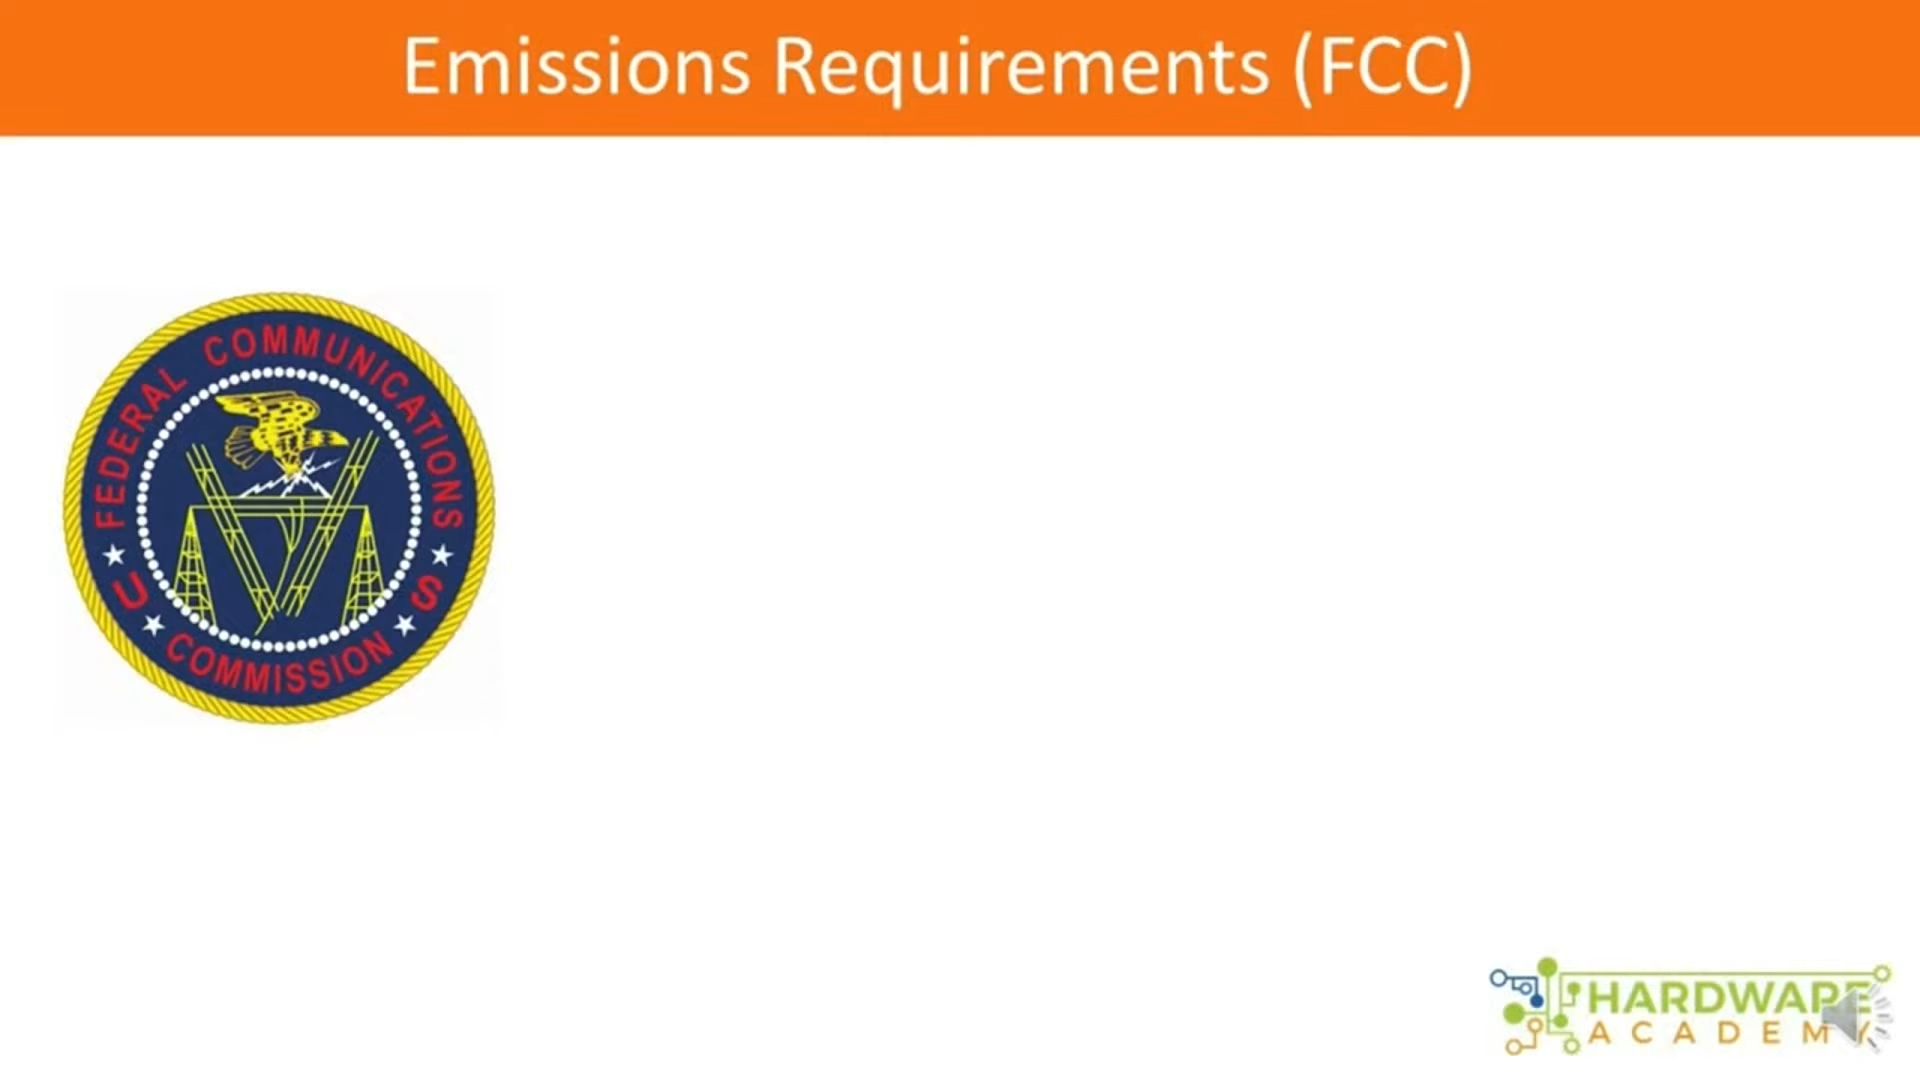 Emissions Requirements (FCC)
FEDERAL COMMUNICATIONS
U S
COMMISSION
HARDWARE
ACADEMY